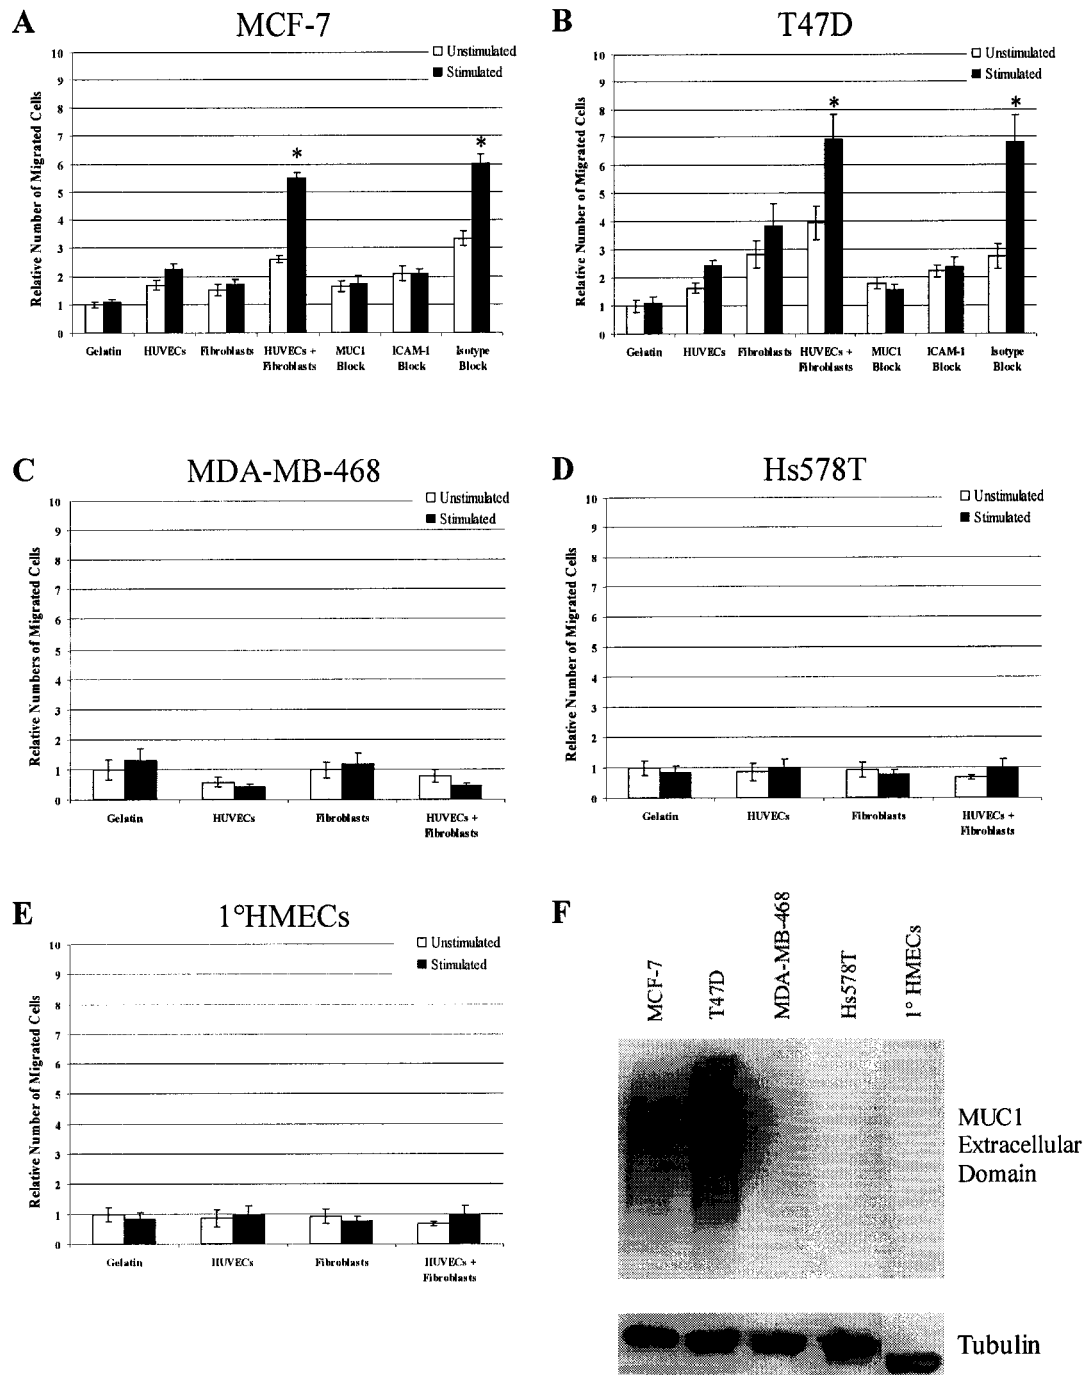 A
MCF-7
Unstimulated
Stimulated
Relative Number of Migrated Cells
10
9
8
7
6
5
4
3
2
1
0
*
*
Gelatin
HUVECs
Fibroblasts
HUVECs +
Fibroblasts
MUC1
Block
ICAM-1
Block
Isotype
Block
B
T47D
Unstimulated
Stimulated
Relative Number of Migrated Cells
10
9
8
7
6
5
4
3
2
1
0
*
*
Gelatin
HUVECs
Fibroblasts
HUVECs +
Fibroblasts
MUC1
Block
ICAM-1
Block
Isotype
Block
C
MDA-MB-468
Unstimulated
Stimulated
Relative Numbers of Migrated Cells
10
9
8
7
6
5
4
3
2
1
0
Gelatin
HUVECs
Fibroblasts
HUVECs +
Fibroblasts
D
Hs578T
Unstimulated
Stimulated
Relative Number of Migrated Cells
10
9
8
7
6
5
4
3
2
1
0
Gelatin
HUVECs
Fibroblasts
HUVECs +
Fibroblasts
E
1°HMECs
Unstimulated
Stimulated
Relative Number of Migrated Cells
10
9
8
7
6
5
4
3
2
1
0
Gelatin
HUVECs
Fibroblasts
HUVECs +
Fibroblasts
F
MCF-7
T47D
MDA-MB-468
Hs578T
1° HMECs
MUC1
Extracellular
Domain
Tubulin